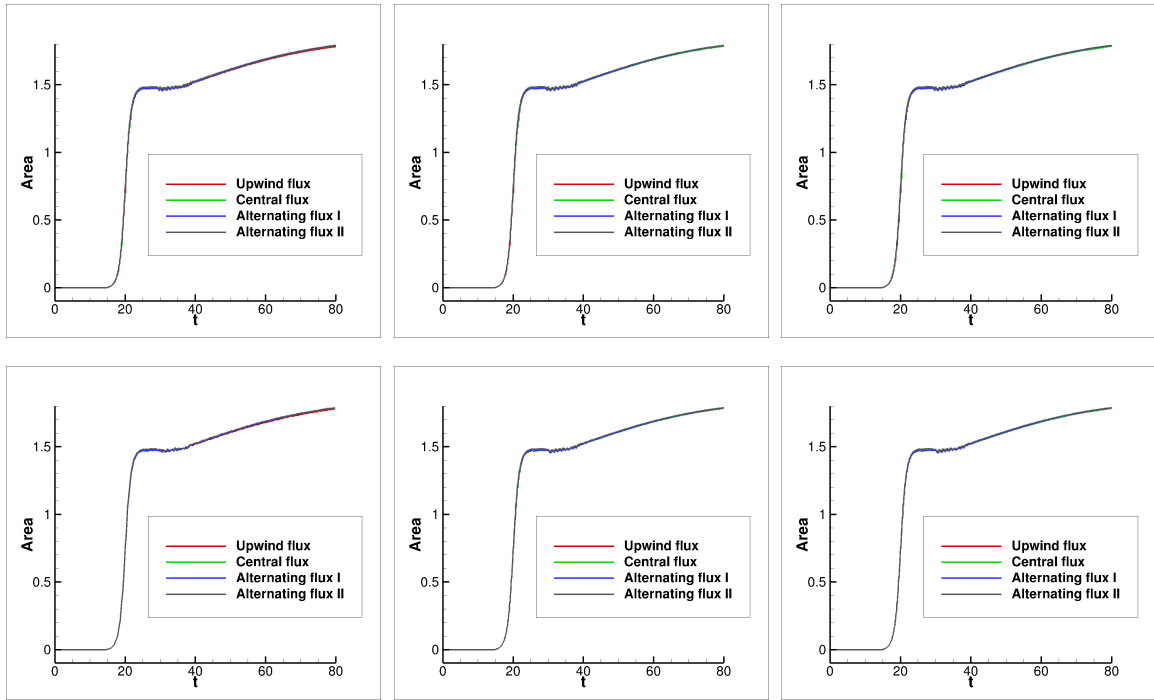 1.5
1
0.5
0
Area
Upwind flux
Central flux
Alternating flux I
Alternating flux II
0 20 40 60 80
t
1.5
1
0.5
0
Area
Upwind flux
Central flux
Alternating flux I
Alternating flux II
0 20 40 60 80
t
1.5
1
0.5
0
Area
Upwind flux
Central flux
Alternating flux I
Alternating flux II
0 20 40 60 80
t
1.5
1
0.5
0
Area
Upwind flux
Central flux
Alternating flux I
Alternating flux II
0 20 40 60 80
t
1.5
1
0.5
0
Area
Upwind flux
Central flux
Alternating flux I
Alternating flux II
0 20 40 60 80
t
1.5
1
0.5
0
Area
Upwind flux
Central flux
Alternating flux I
Alternating flux II
0 20 40 60 80
t